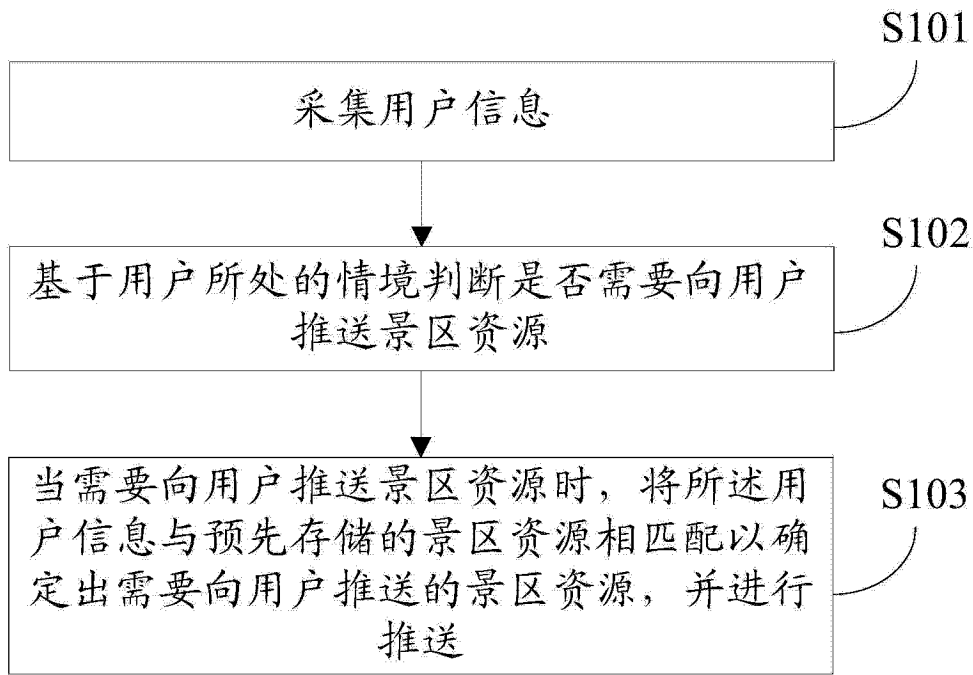 S101
采集用户信息
S102
基于用户所处的情境判断是否需要向用户
推送景区资源
S103
当需要向用户推送景区资源时，将所述用
户信息与预先存储的景区资源相匹配以确
定出需要向用户推送的景区资源，并进行
推送